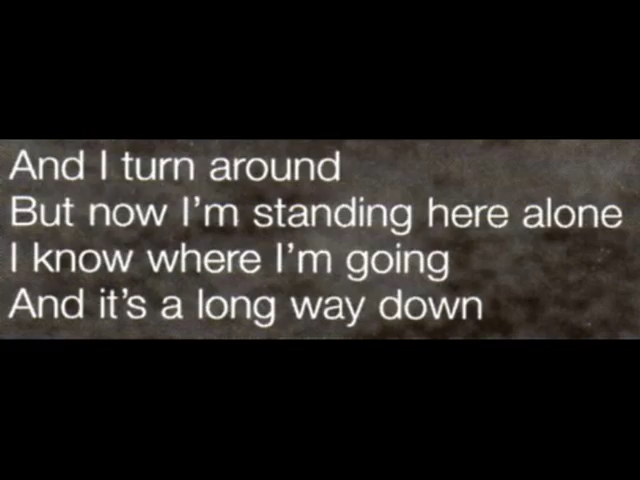 And I turn around
But now I'm standing here alone
I know where I'm going
And it's a long way down